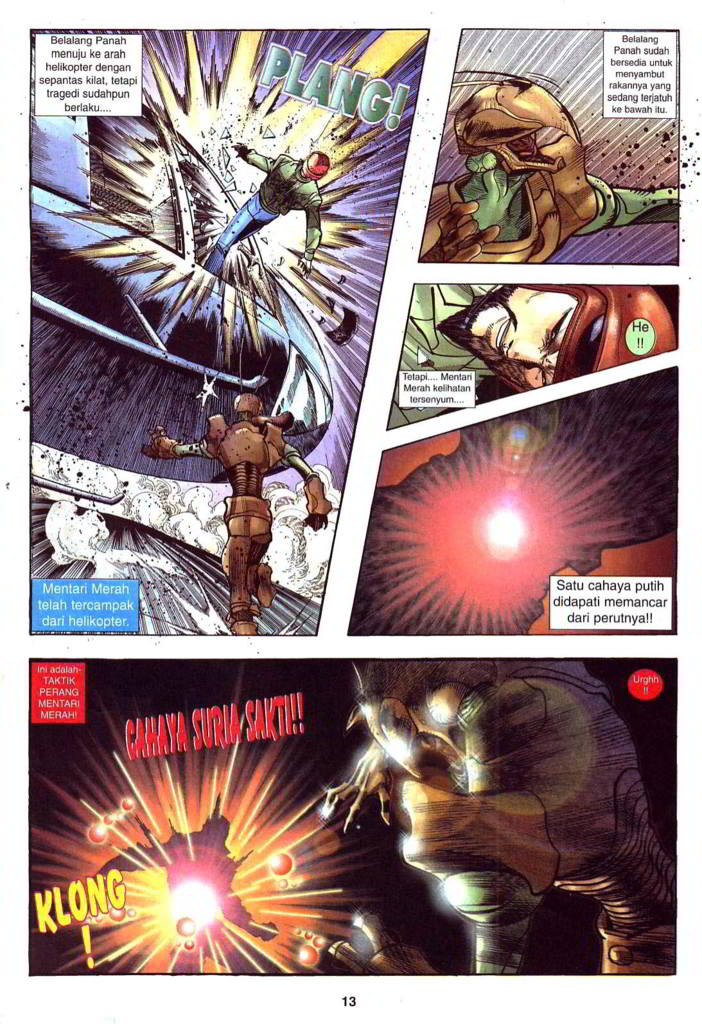 Belalang Panah
menuju ke arah
helikopter dengan
sepantas kilat, tetapi
tragedi sudahpun
berlaku....
PLANG!
Mentari Merah
telah tercampak
dari helikopter.
Belalang
Panah sudah
bersedia untuk
menyambut
rakannya yang
sedang terjatuh
ke bawah itu.
He
!!
Tetapi.... Mentari
Merah kelihatan
tersenyum....
Satu cahaya putih
didapati memancar
dari perutnya!!
Ini adalah-
TAKTIK
PERANG
MENTARI
MERAH!
CAHAYA SURIA SAKTI!!
KLONG
!
Urghh
!!
13